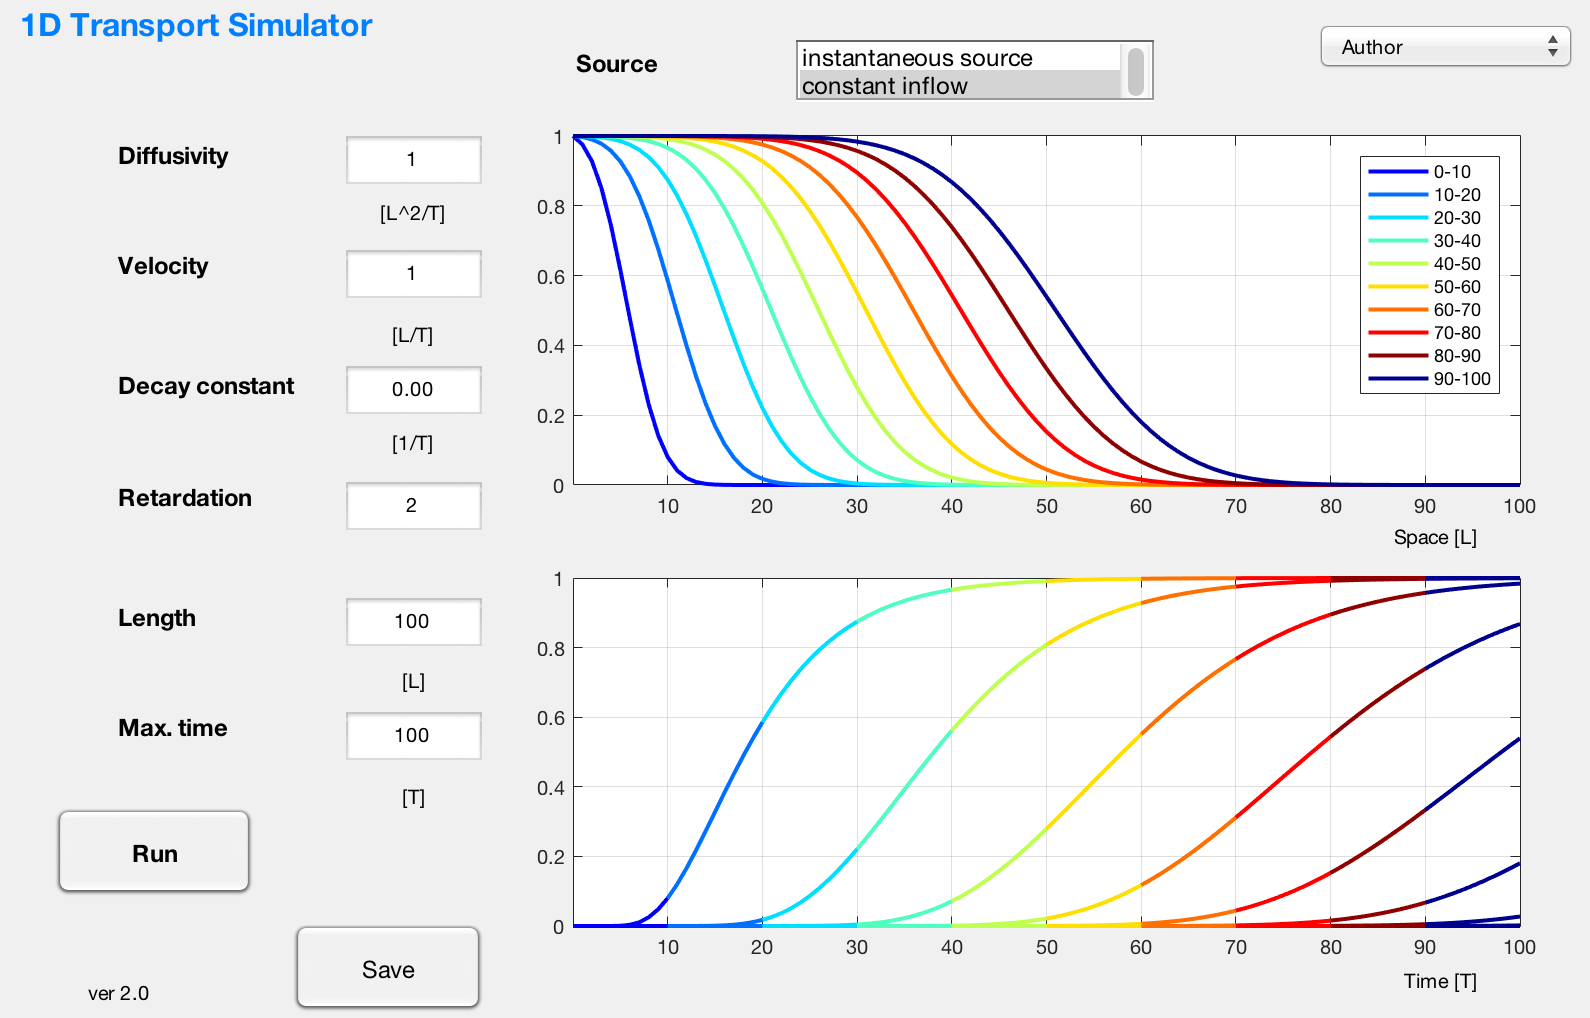 1D Transport Simulator
Source
instantaneous source
constant inflow
Author
Diffusivity
1
[L^2/T]
Velocity
1
[L/T]
Decay constant
0.00
[1/T]
Retardation
2
Length
100
[L]
Max. time
100
[T]
Run
Save
ver 2.0
1
0.8
0.6
0.4
0.2
0
10 20 30 40 50 60 70 80 90 100
Space [L]
0-10
10-20
20-30
30-40
40-50
50-60
60-70
70-80
80-90
90-100
1
0.8
0.6
0.4
0.2
0
10 20 30 40 50 60 70 80 90 100
Time [T]